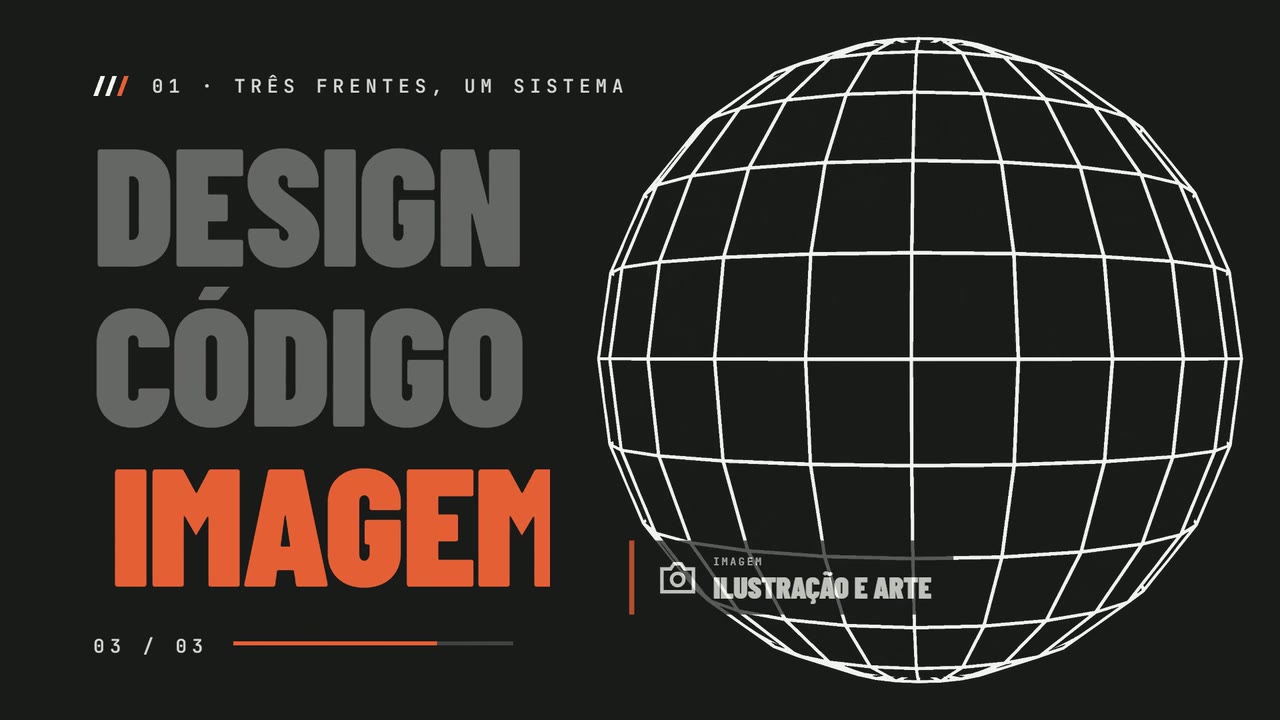 01 · TRÊS FRENTES, UM SISTEMA
DESIGN
CÓDIGO
IMAGEM
IMAGEM
ILUSTRAÇÃO E ARTE
03 / 03